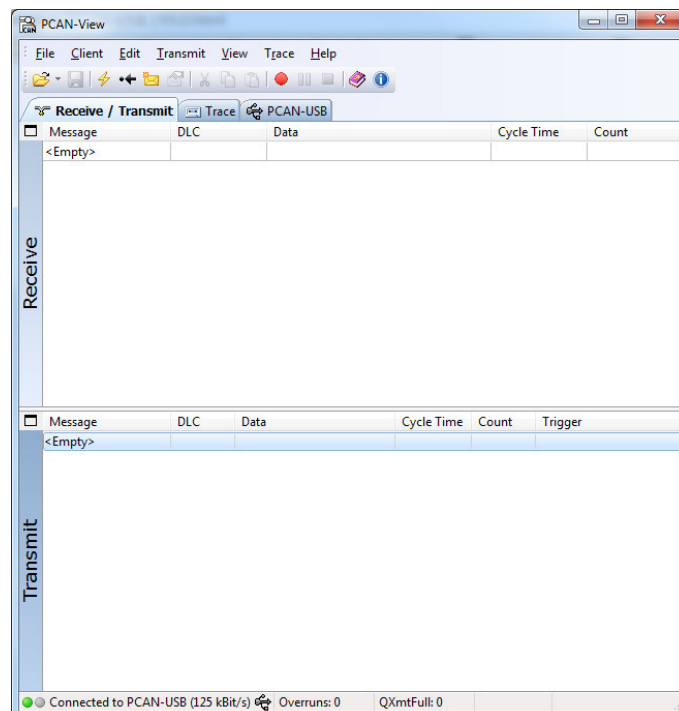 PCAN-View
File Client Edit Transmit View Trace Help
Receive / Transmit Trace PCAN-USB
Message DLC Data Cycle Time Count
<Empty>
Receive
Message DLC Data Cycle Time Count Trigger
<Empty>
Transmit
Connected to PCAN-USB (125 kBit/s) Overruns: 0 QXmtFull: 0